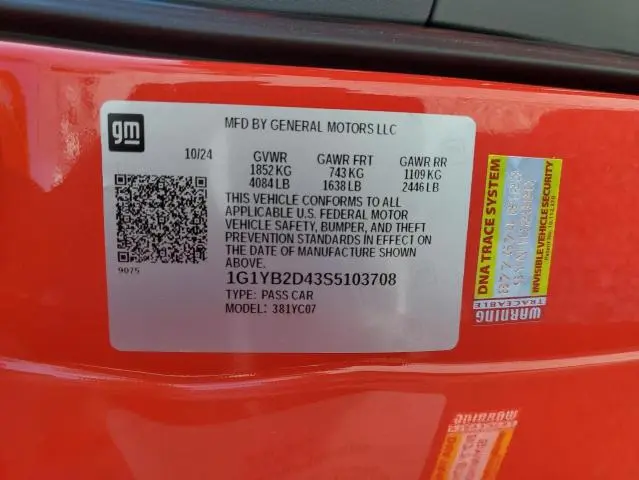 gm
MFD BY GENERAL MOTORS LLC
10/24 GVWR GAWR FRT GAWR RR
1852 KG 743 KG 1109 KG
4084 LB 1638 LB 2446 LB
THIS VEHICLE CONFORMS TO ALL
APPLICABLE U.S. FEDERAL MOTOR
VEHICLE SAFETY, BUMPER, AND THEFT
PREVENTION STANDARDS IN EFFECT ON
THE DATE OF MANUFACTURE SHOWN
ABOVE.
9075
1G1YB2D43S5103708
TYPE: PASS CAR
MODEL: 381YC07
DNA TRACE SYSTEM
INVISIBLE VEHICLE SECURITY
TRACEABLE
WARNING